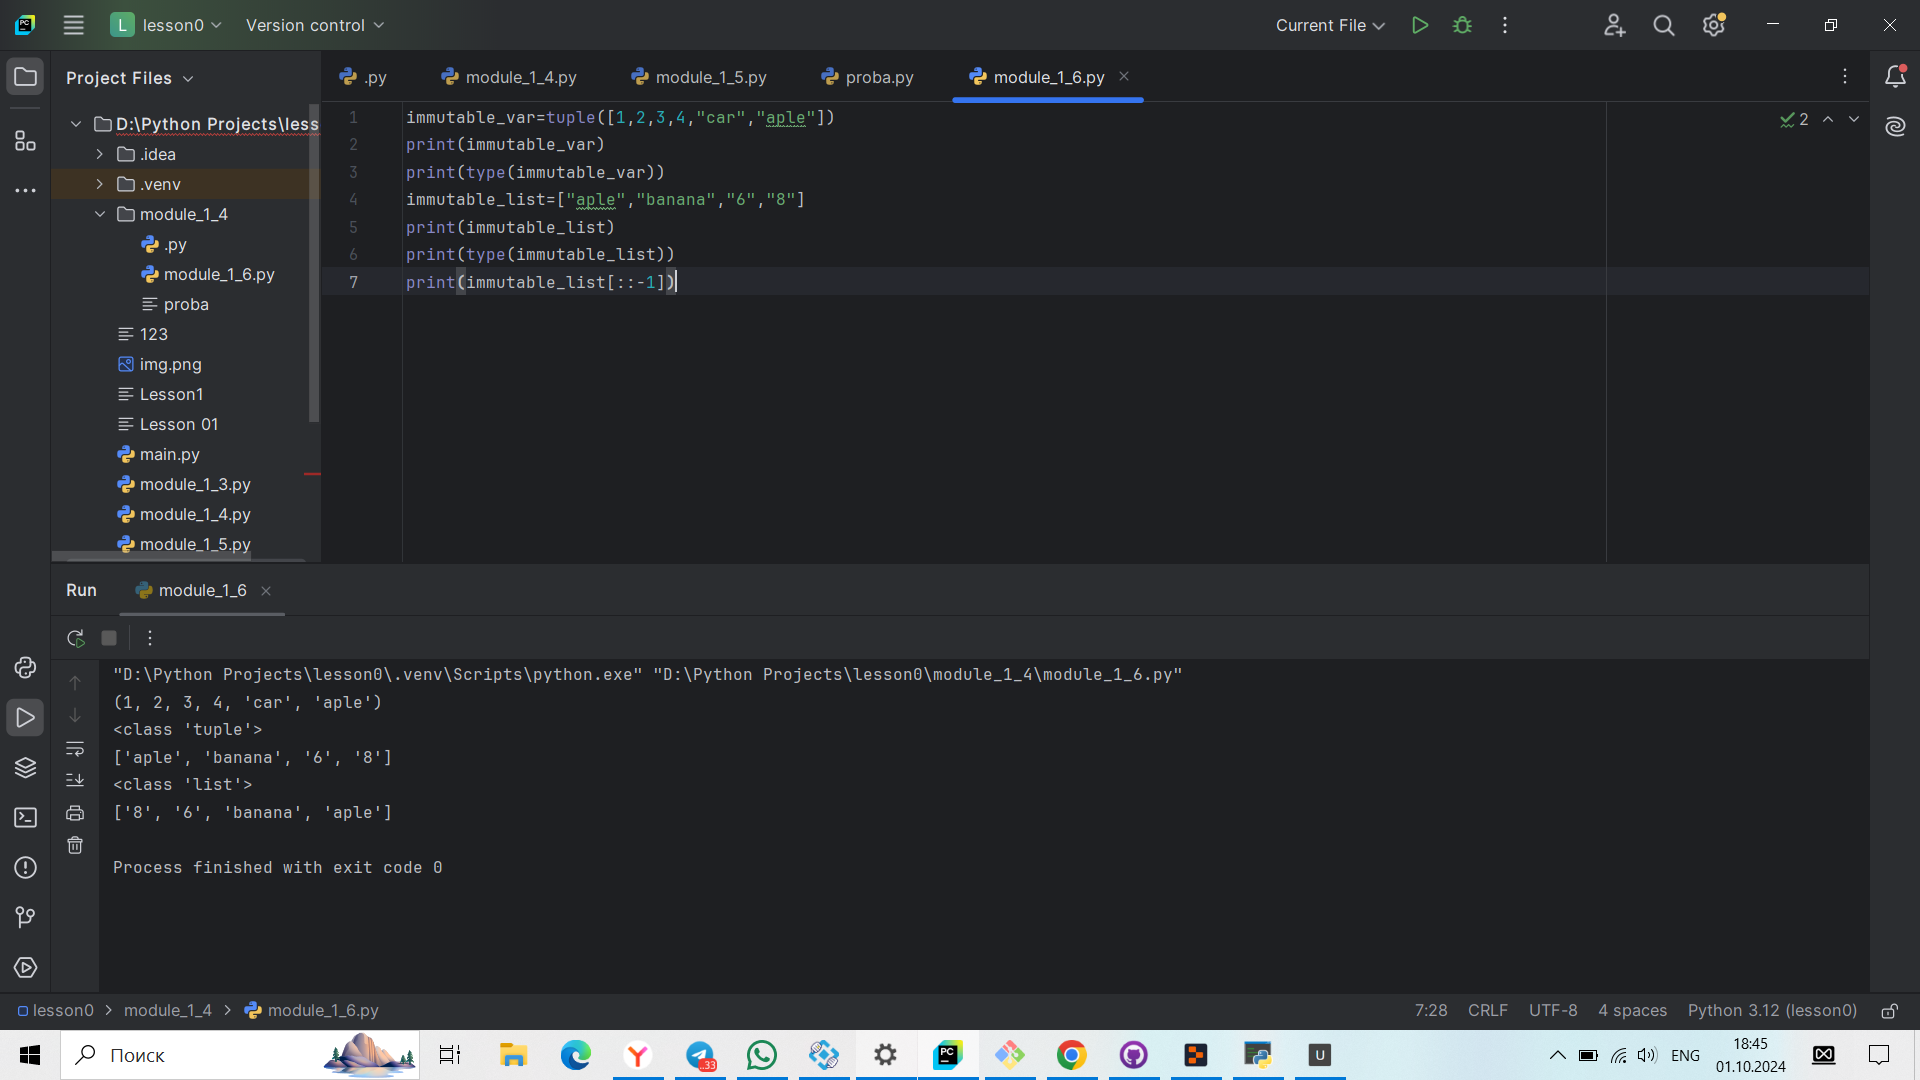 L lesson0 Version control Current File
Project Files
.py module_1_4.py module_1_5.py proba.py module_1_6.py
D:\Python Projects\less
.idea
.venv
module_1_4
.py
module_1_6.py
proba
123
img.png
Lesson1
Lesson 01
main.py
module_1_3.py
module_1_4.py
module_1_5.py
2
1 immutable_var=tuple([1,2,3,4,"car","aple"])
2 print(immutable_var)
3 print(type(immutable_var))
4 immutable_list=["aple","banana","6","8"]
5 print(immutable_list)
6 print(type(immutable_list))
7 print(immutable_list[::-1])
Run module_1_6
"D:\Python Projects\lesson0\.venv\Scripts\python.exe" "D:\Python Projects\lesson0\module_1_4\module_1_6.py"
(1, 2, 3, 4, 'car', 'aple')
<class 'tuple'>
['aple', 'banana', '6', '8']
<class 'list'>
['8', '6', 'banana', 'aple']
Process finished with exit code 0
lesson0 > module_1_4 > module_1_6.py 7:28 CRLF UTF-8 4 spaces Python 3.12 (lesson0)
Поиск
PC
..33
U
ENG
18:45
01.10.2024